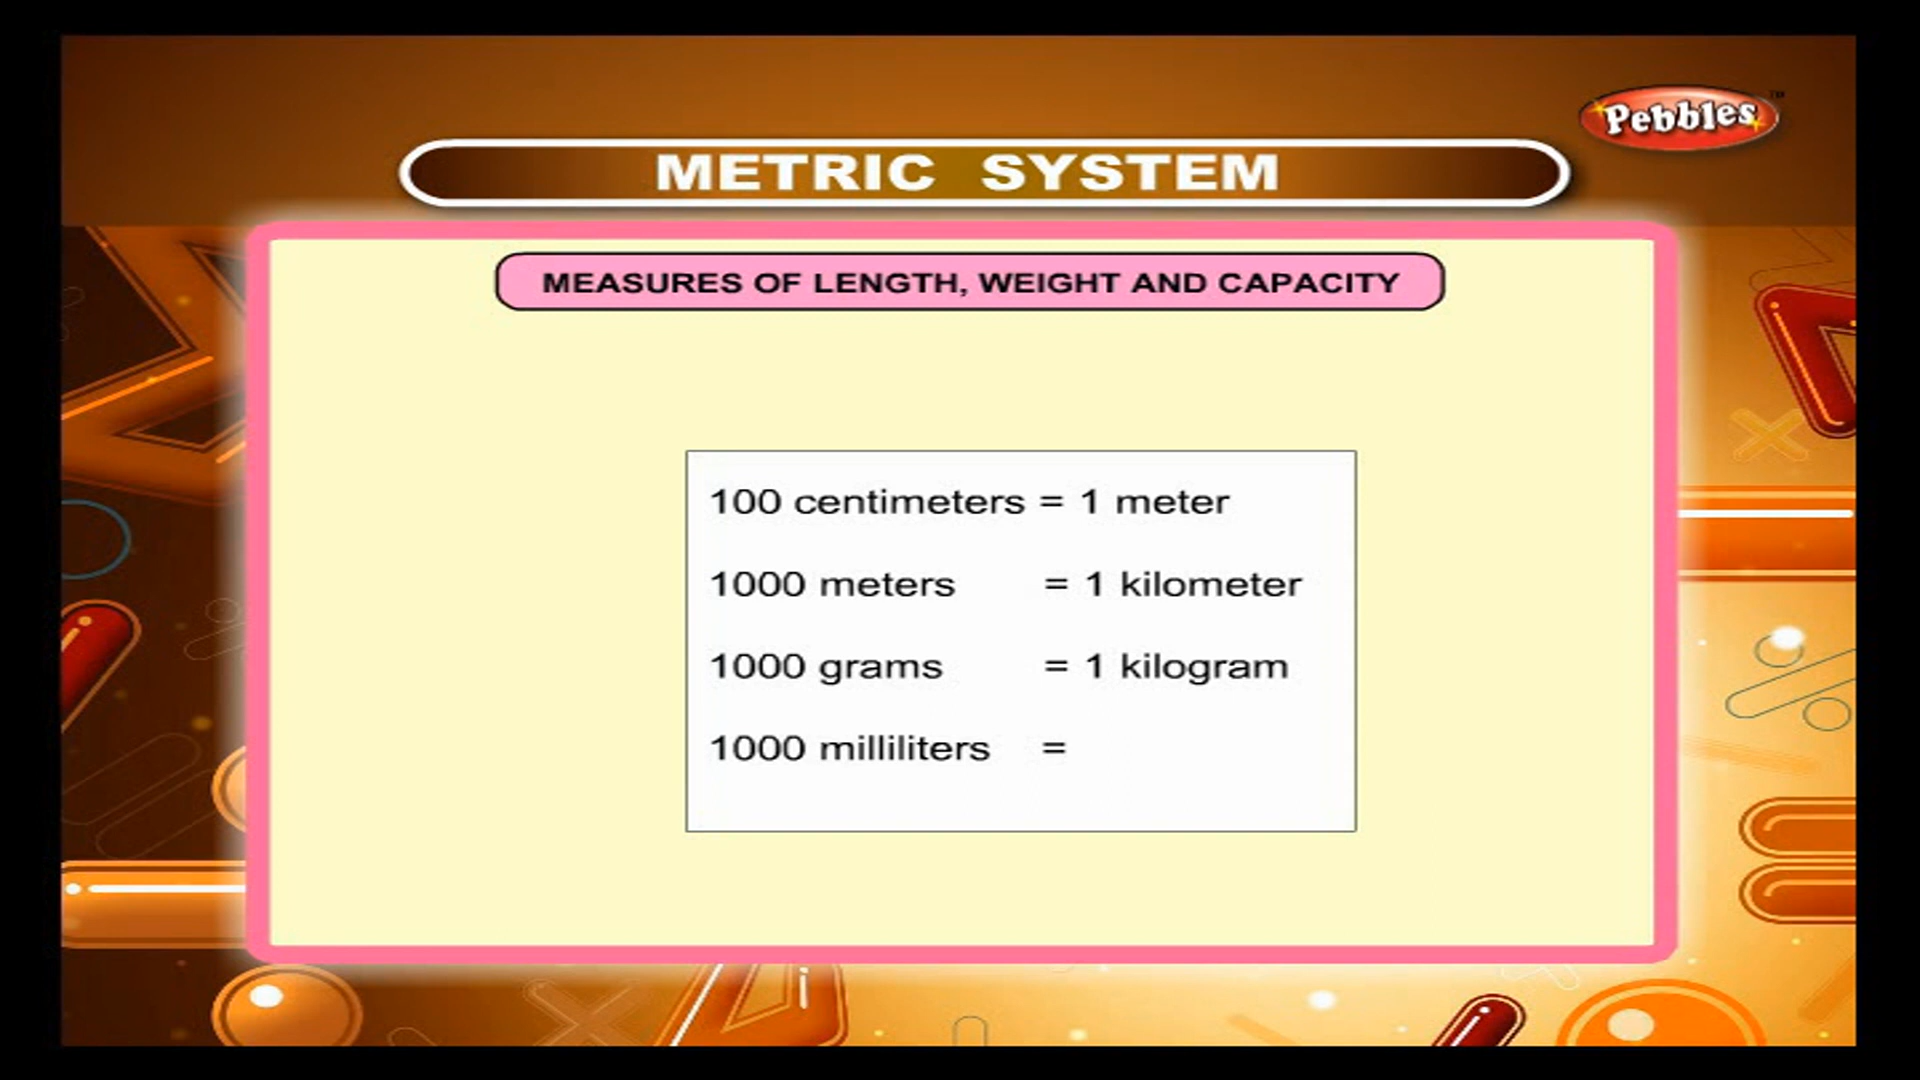 Pebbles™
METRIC SYSTEM
MEASURES OF LENGTH, WEIGHT AND CAPACITY
100 centimeters = 1 meter
1000 meters = 1 kilometer
1000 grams = 1 kilogram
1000 milliliters =